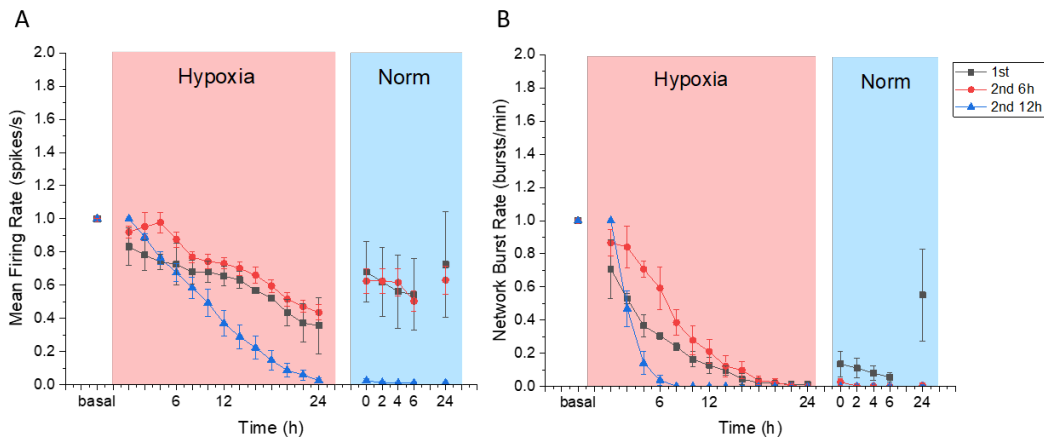 A
Hypoxia
Norm
Mean Firing Rate (spikes/s)
2.0
1.8
1.6
1.4
1.2
1.0
0.8
0.6
0.4
0.2
0.0
basal 6 12 24 0 2 4 6 24
Time (h)
B
Hypoxia
Norm
Network Burst Rate (bursts/min)
2.0
1.8
1.6
1.4
1.2
1.0
0.8
0.6
0.4
0.2
0.0
basal 6 12 24 0 2 4 6 24
Time (h)
1st
2nd 6h
2nd 12h